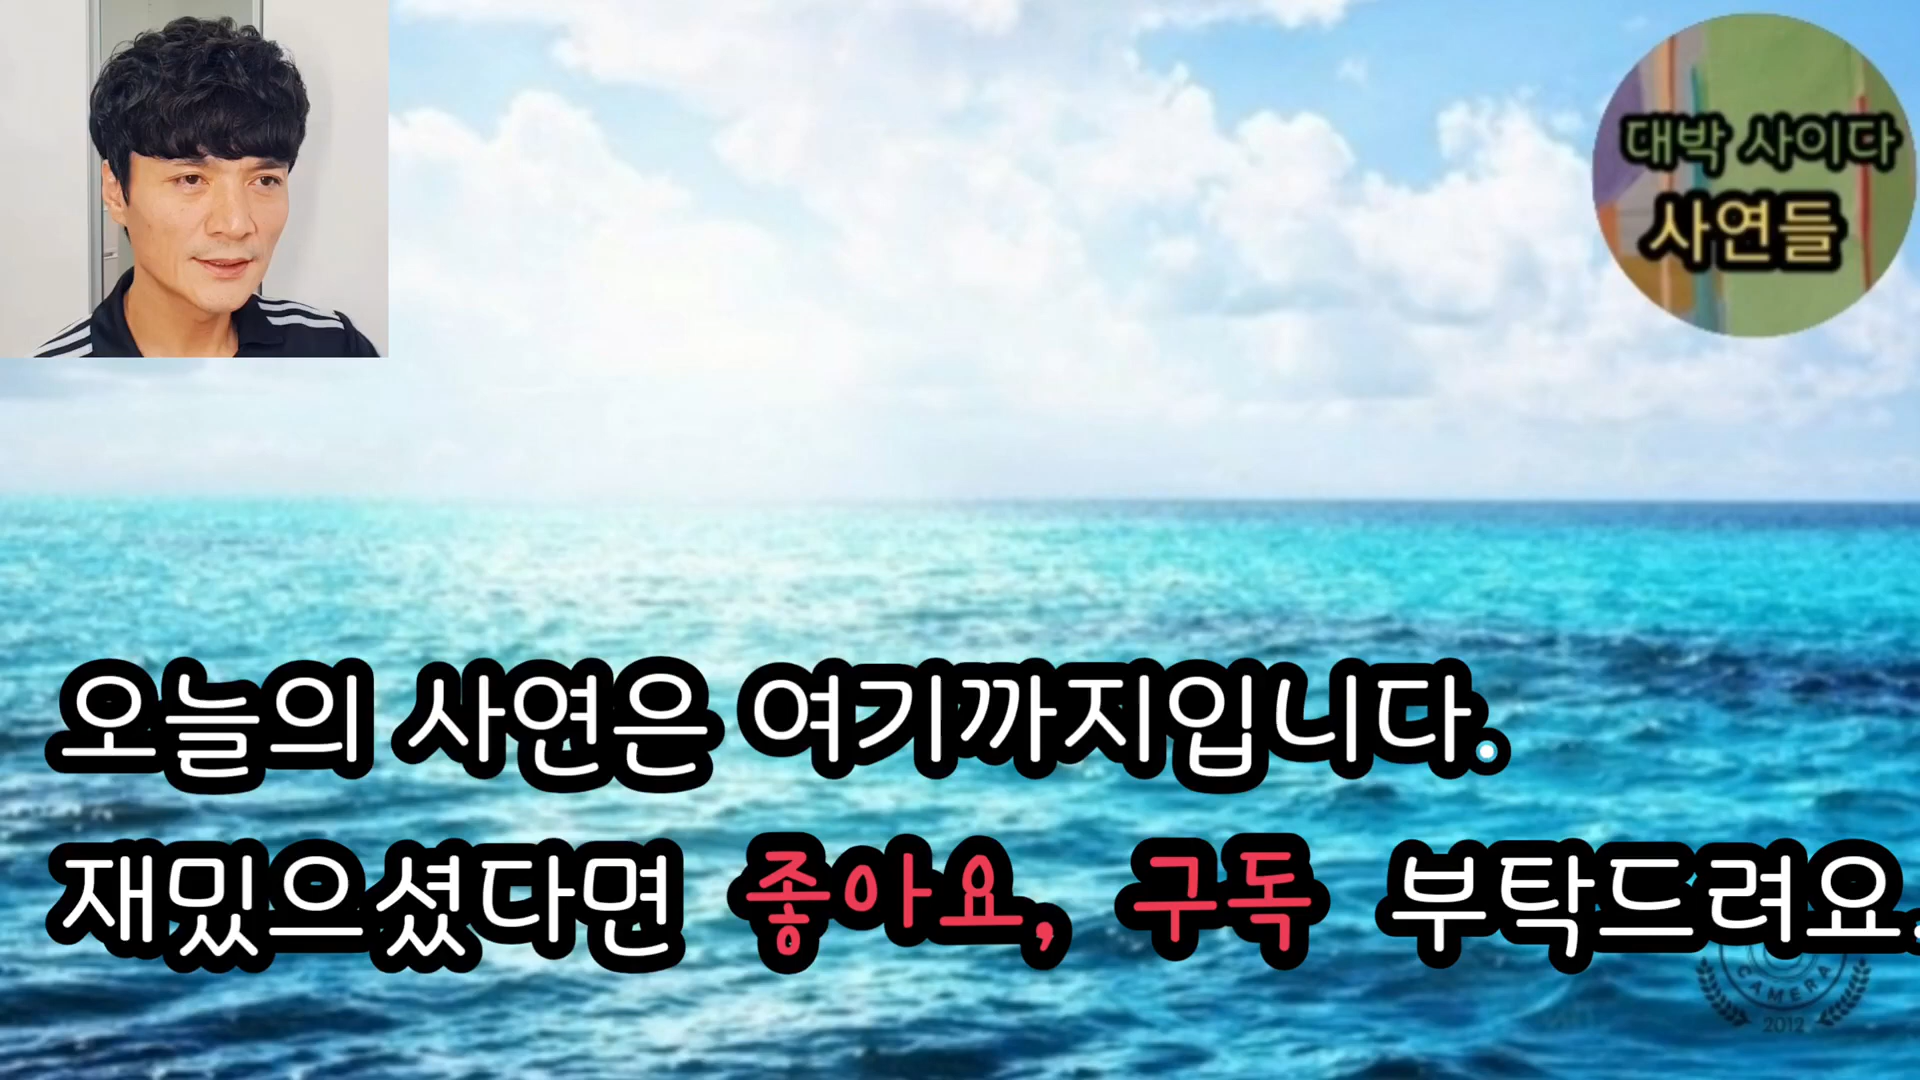 대박 사이다
사연들
오늘의 사연은 여기까지입니다.
재밌으셨다면 좋아요, 구독 부탁드려요.
CAMERA
2012